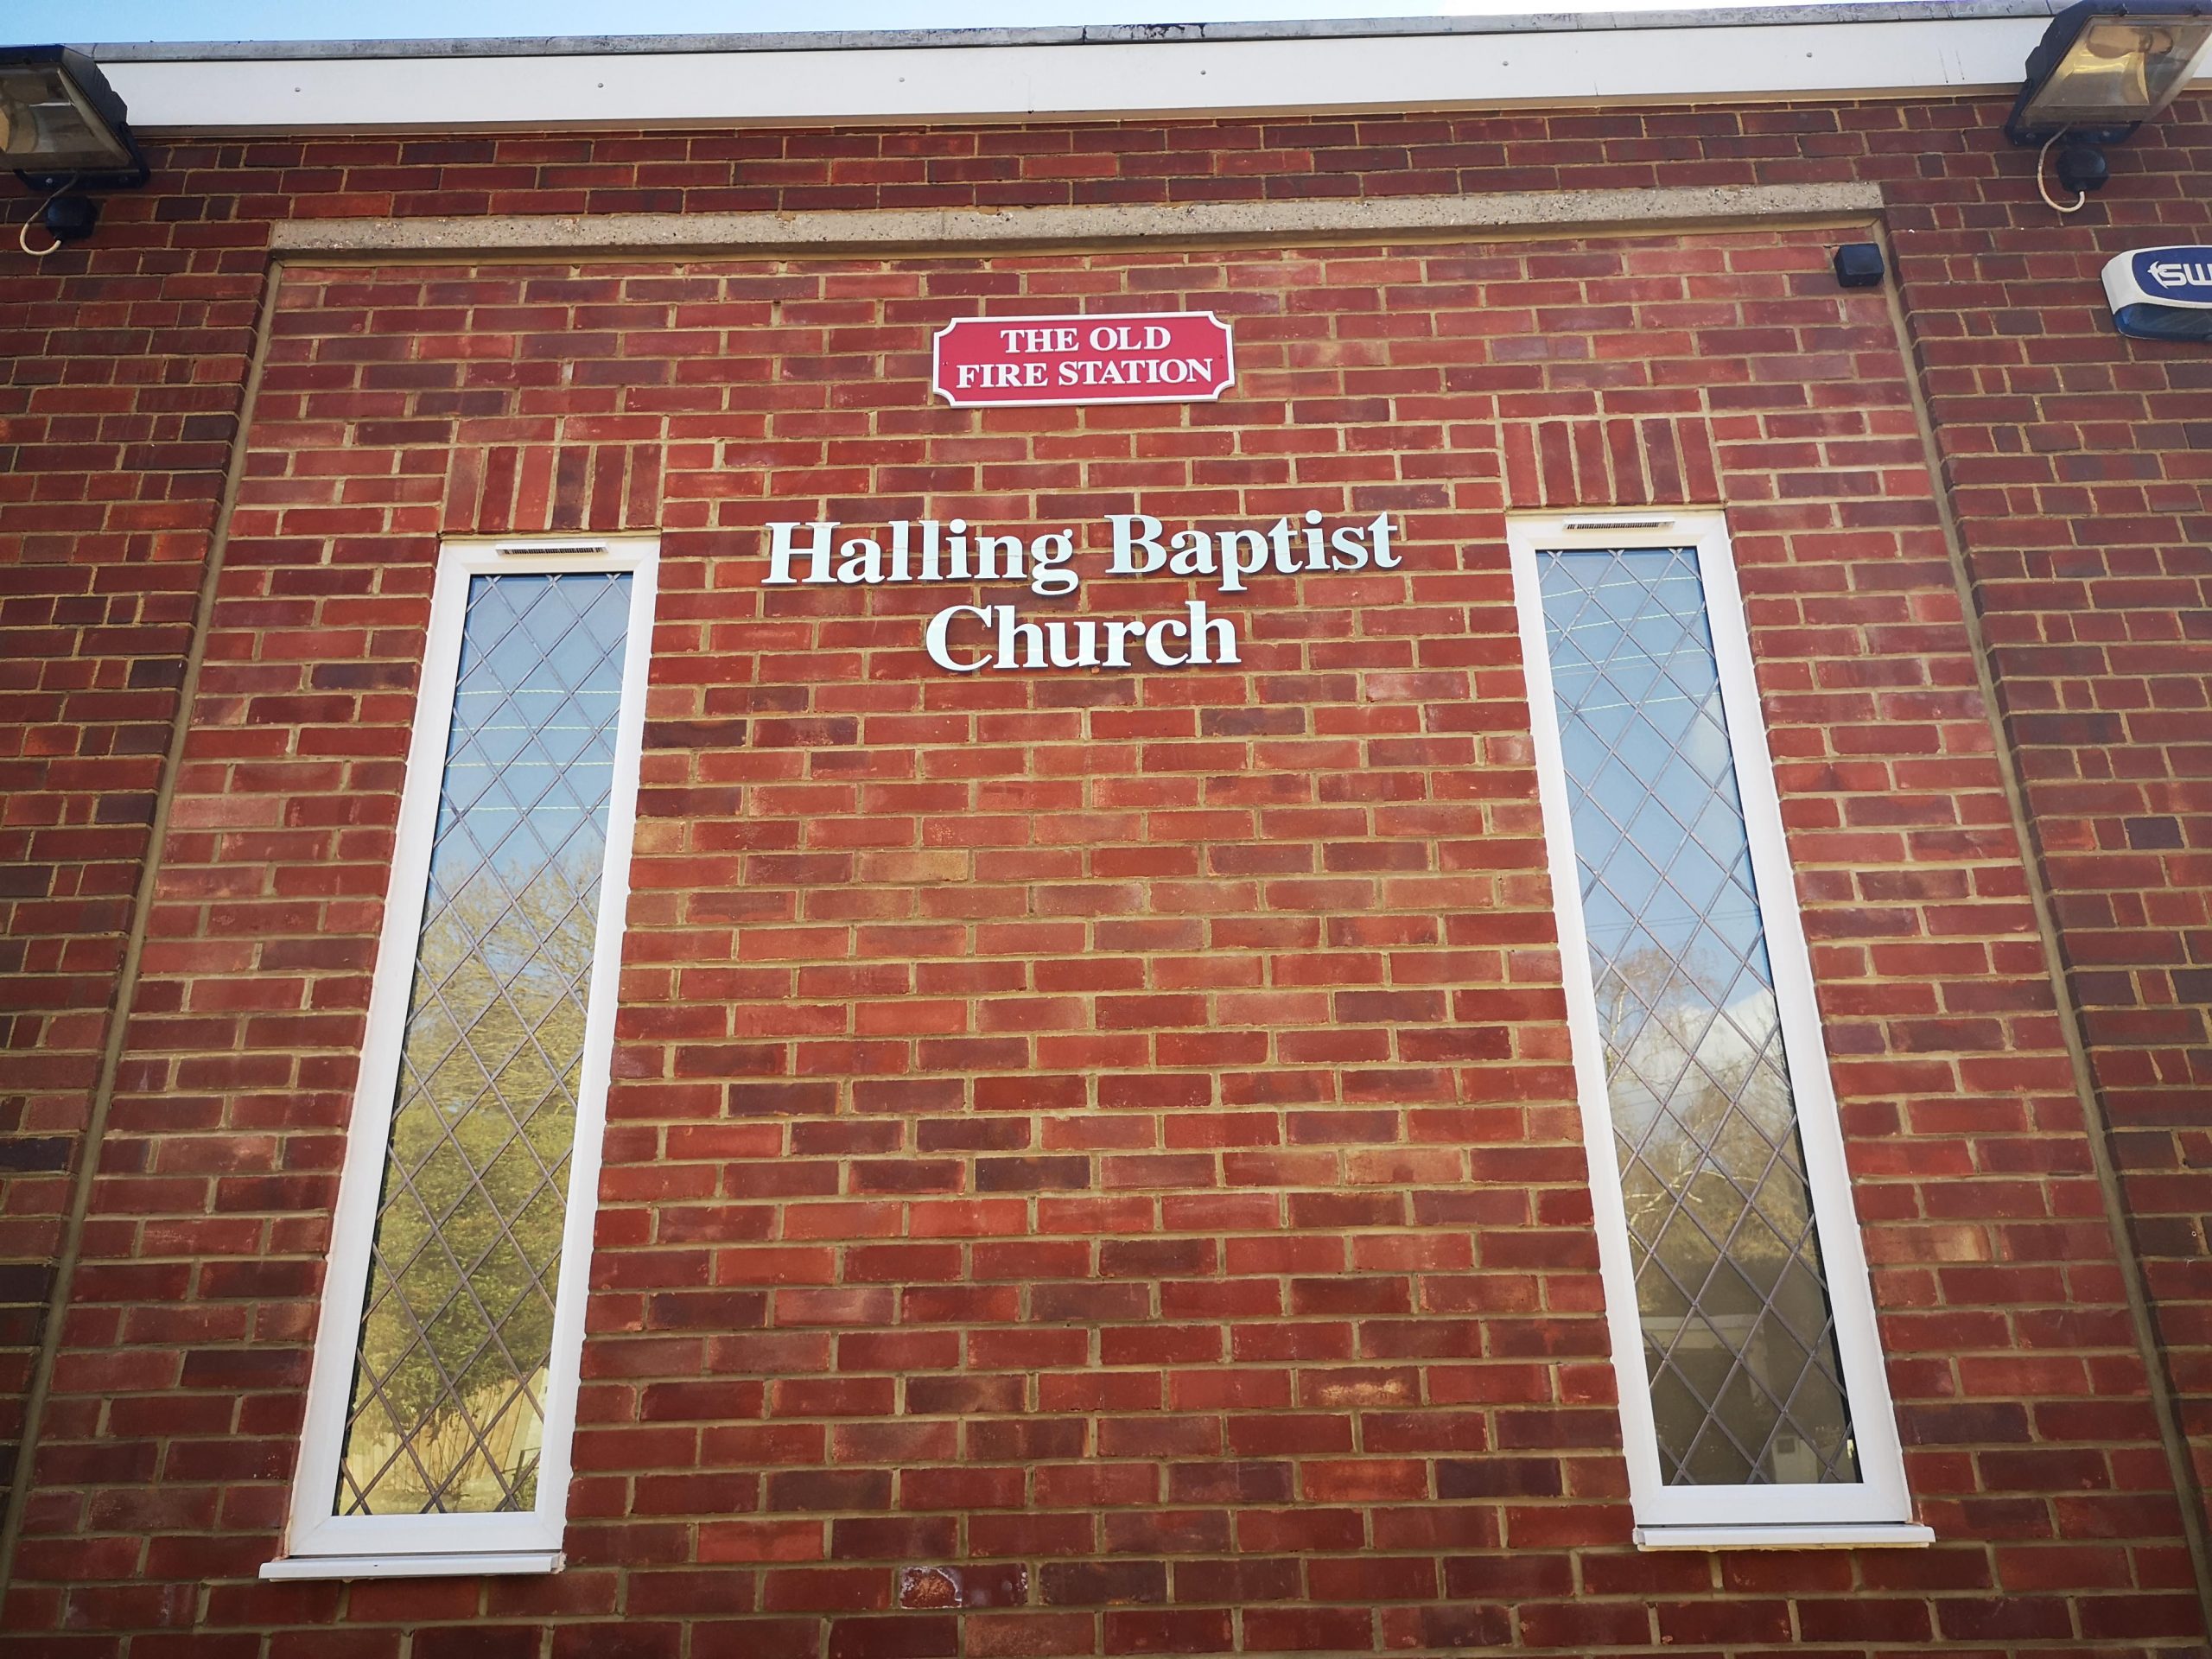 THE OLD
FIRE STATION
Halling Baptist
Church